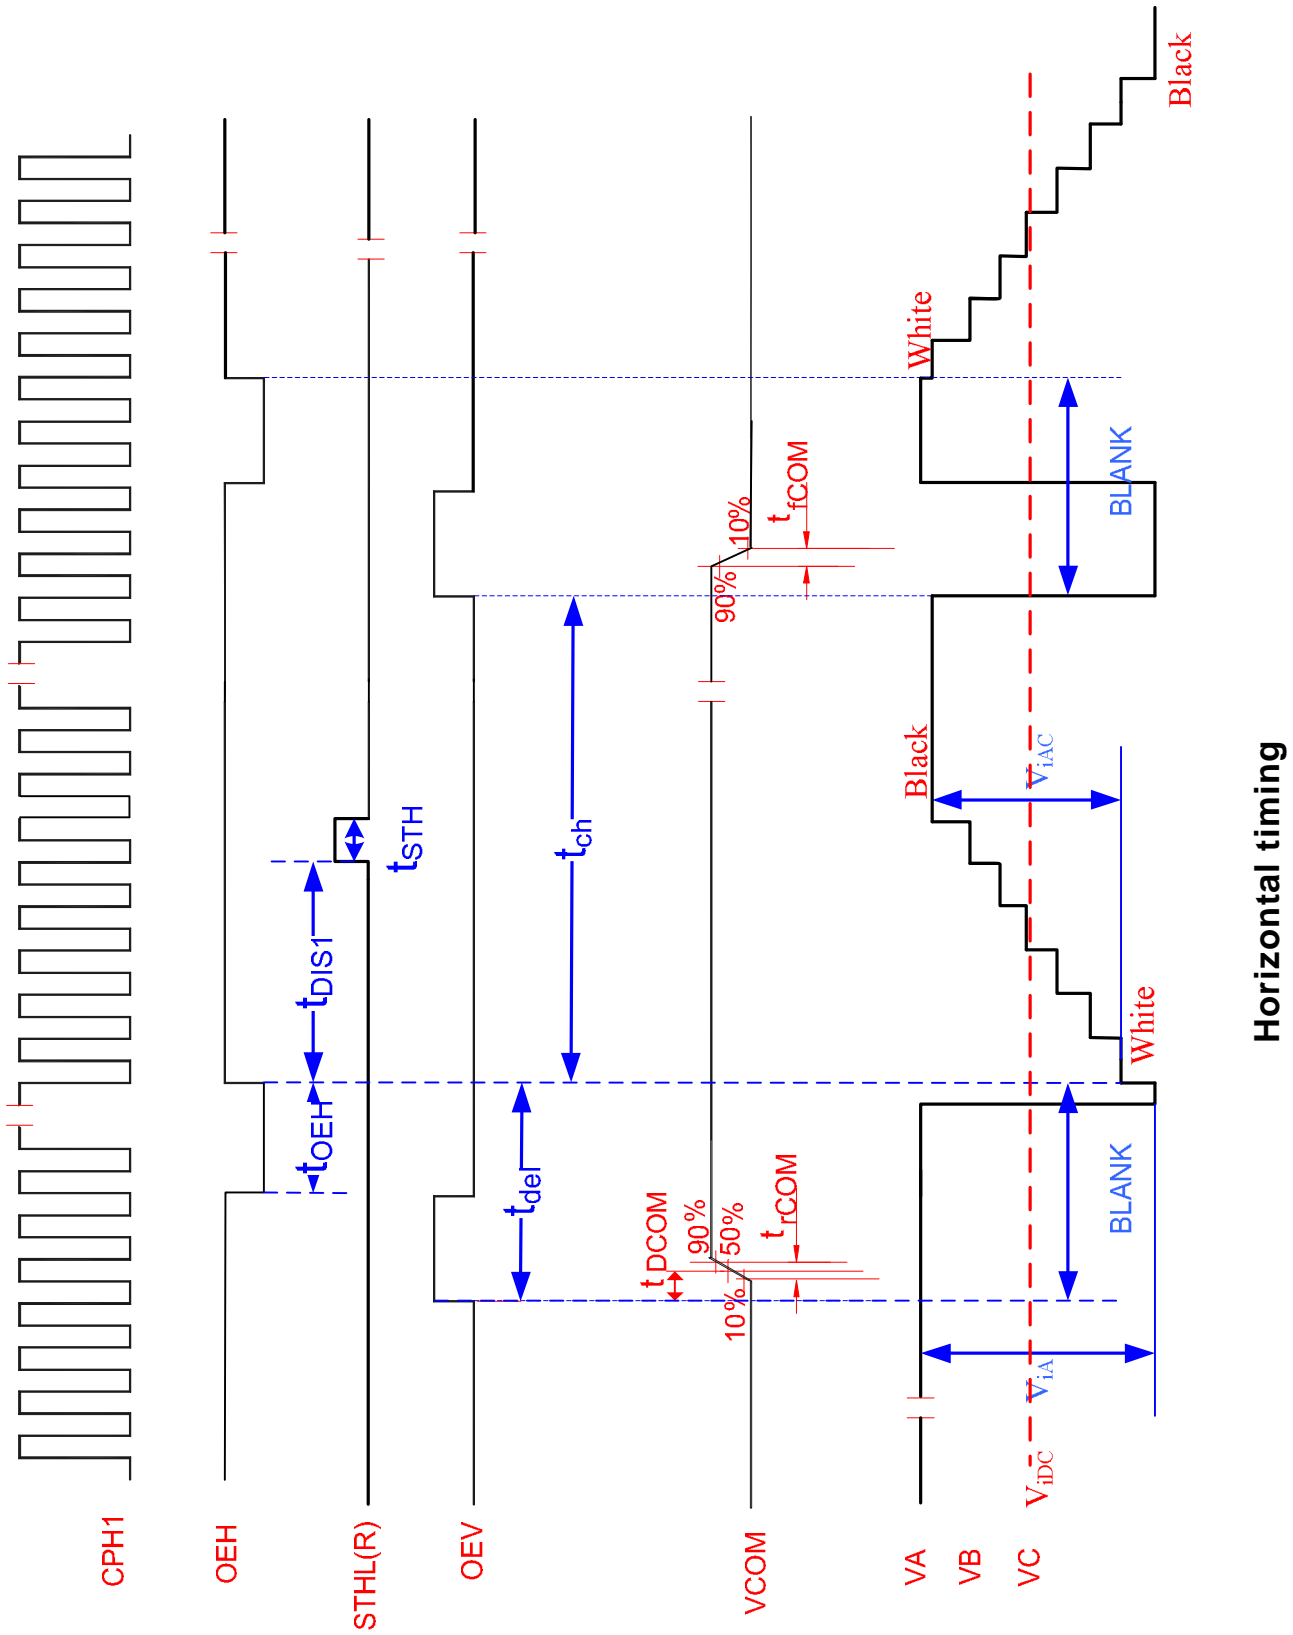 CPH1
OEH
tOEH
tDIS1
STHL(R)
tSTH
OEV
tdel
tch
VCOM
tDCOM
10%
50%
90%
trCOM
90%
10%
tfCOM
VA
VB
VC
ViDC
ViA
BLANK
White
Black
ViAC
BLANK
White
Black
Horizontal timing